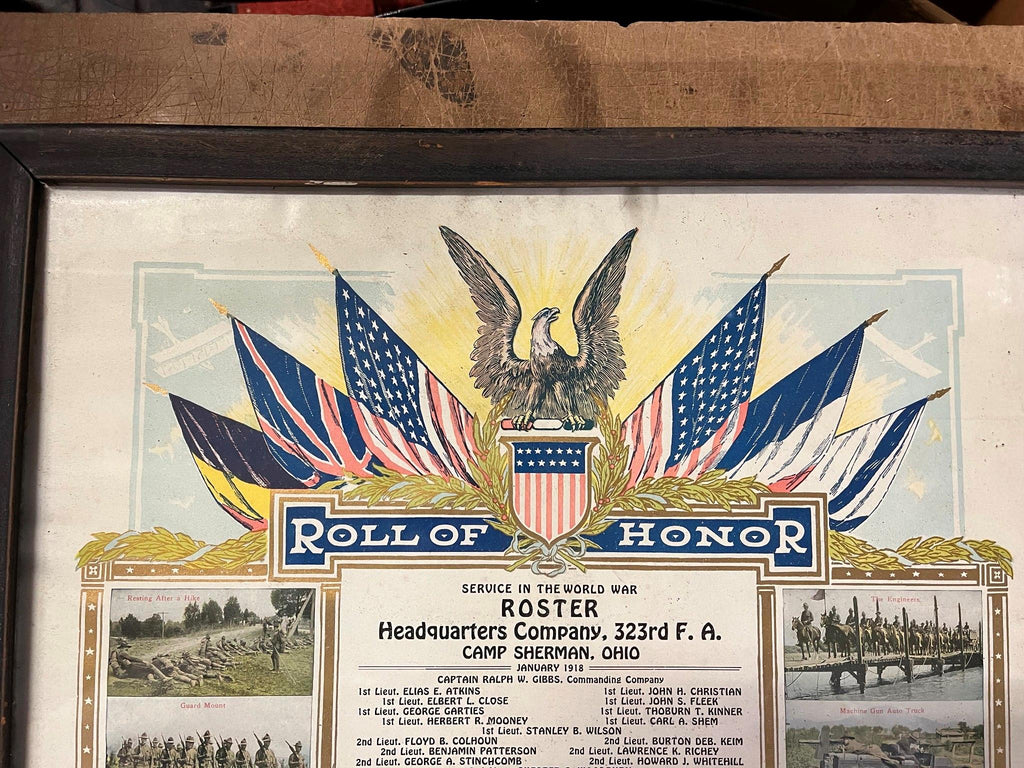 ROLL OF HONOR
SERVICE IN THE WORLD WAR
ROSTER
Headquarters Company, 323rd F. A.
CAMP SHERMAN, OHIO
JANUARY 1918
CAPTAIN RALPH W. GIBBS, Commanding Company
1st Lieut. ELIAS E. ATKINS 1st Lieut. JOHN H. CHRISTIAN
1st Lieut. ELBERT L. CLOSE 1st Lieut. JOHN S. FLEEK
1st Lieut. GEORGE GARTIES 1st Lieut. THOBURN T. KINNER
1st Lieut. HERBERT R. MOONEY 1st Lieut. CARL A. SHEM
1st Lieut. STANLEY B. WILSON
2nd Lieut. FLOYD B. COLHOUN 2nd Lieut. BURTON DEB. KEIM
2nd Lieut. BENJAMIN PATTERSON 2nd Lieut. LAWRENCE K. RICHEY
2nd Lieut. GEORGE A. STINCHCOMB 2nd Lieut. HOWARD J. WHITEHILL
Resting After a Hike
Guard Mount
The Engineers
Machine Gun Auto Truck